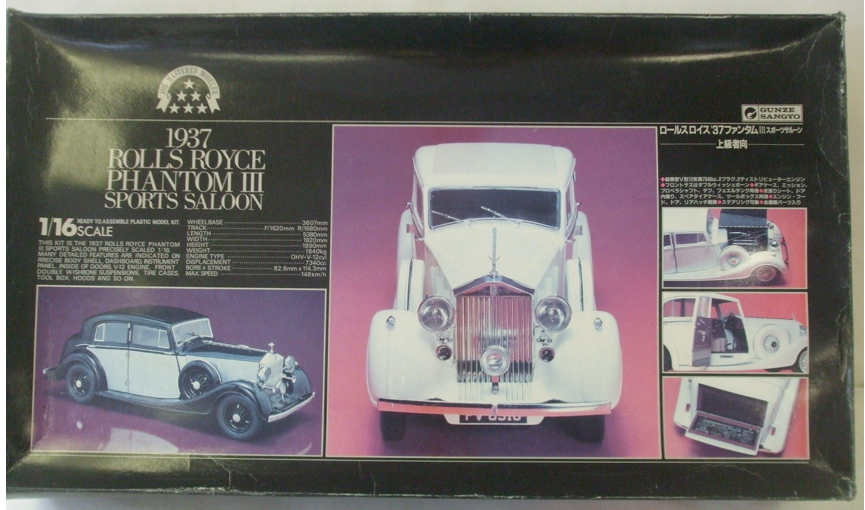 THE MASTERED MODELER
GUNZE
SANGYO
1937
ROLLS ROYCE
PHANTOM III
SPORTS SALOON
ロールスロイス'37ファンタムIIIスポーツサルーン
上級者向
1/16 SCALE
READY TO ASSEMBLE PLASTIC MODEL KIT.
THIS KIT IS THE 1937 ROLLS ROYCE PHANTOM
III SPORTS SALOON PRECISELY SCALED 1/16.
MANY DETAILED FEATURES ARE INDICATED ON
PRECISE BODY SHELL, DASHBOARD, INSTRUMENT
PANEL, INSIDE OF DOORS, V-12 ENGINE, FRONT
DOUBLE WISHBONE SUSPENSIONS, TIRE CASES,
TOOL BOX, HOODS AND SO ON.
WHEELBASE 3607mm
TRACK F/1620mm R/1680mm
LENGTH 5380mm
WIDTH 1920mm
HEIGHT
WEIGHT 1840kg
ENGINE TYPE OHV-V-12cyl
DISPLACEMENT 7340cc
BORE × STROKE 82.6mm×114.3mm
MAX. SPEED 148km/h